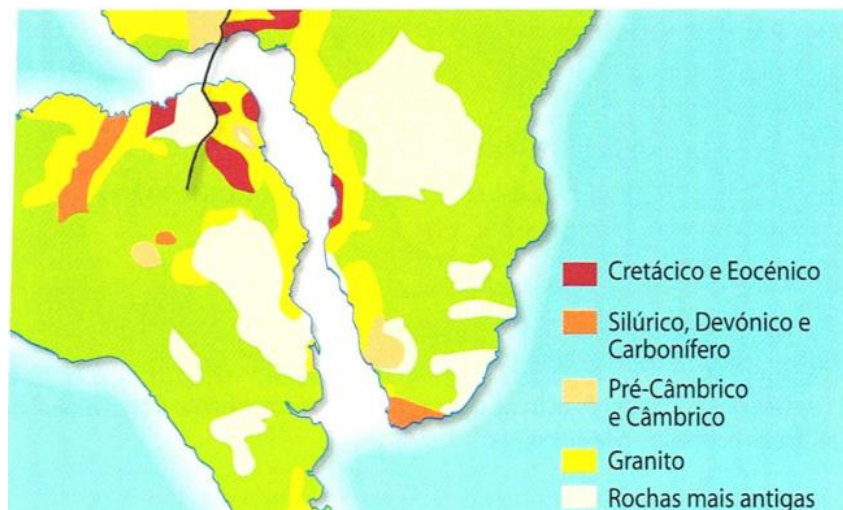 Cretácico e Eocénico
Silúrico, Devónico e
Carbonífero
Pré-Câmbrico
e Câmbrico
Granito
Rochas mais antigas